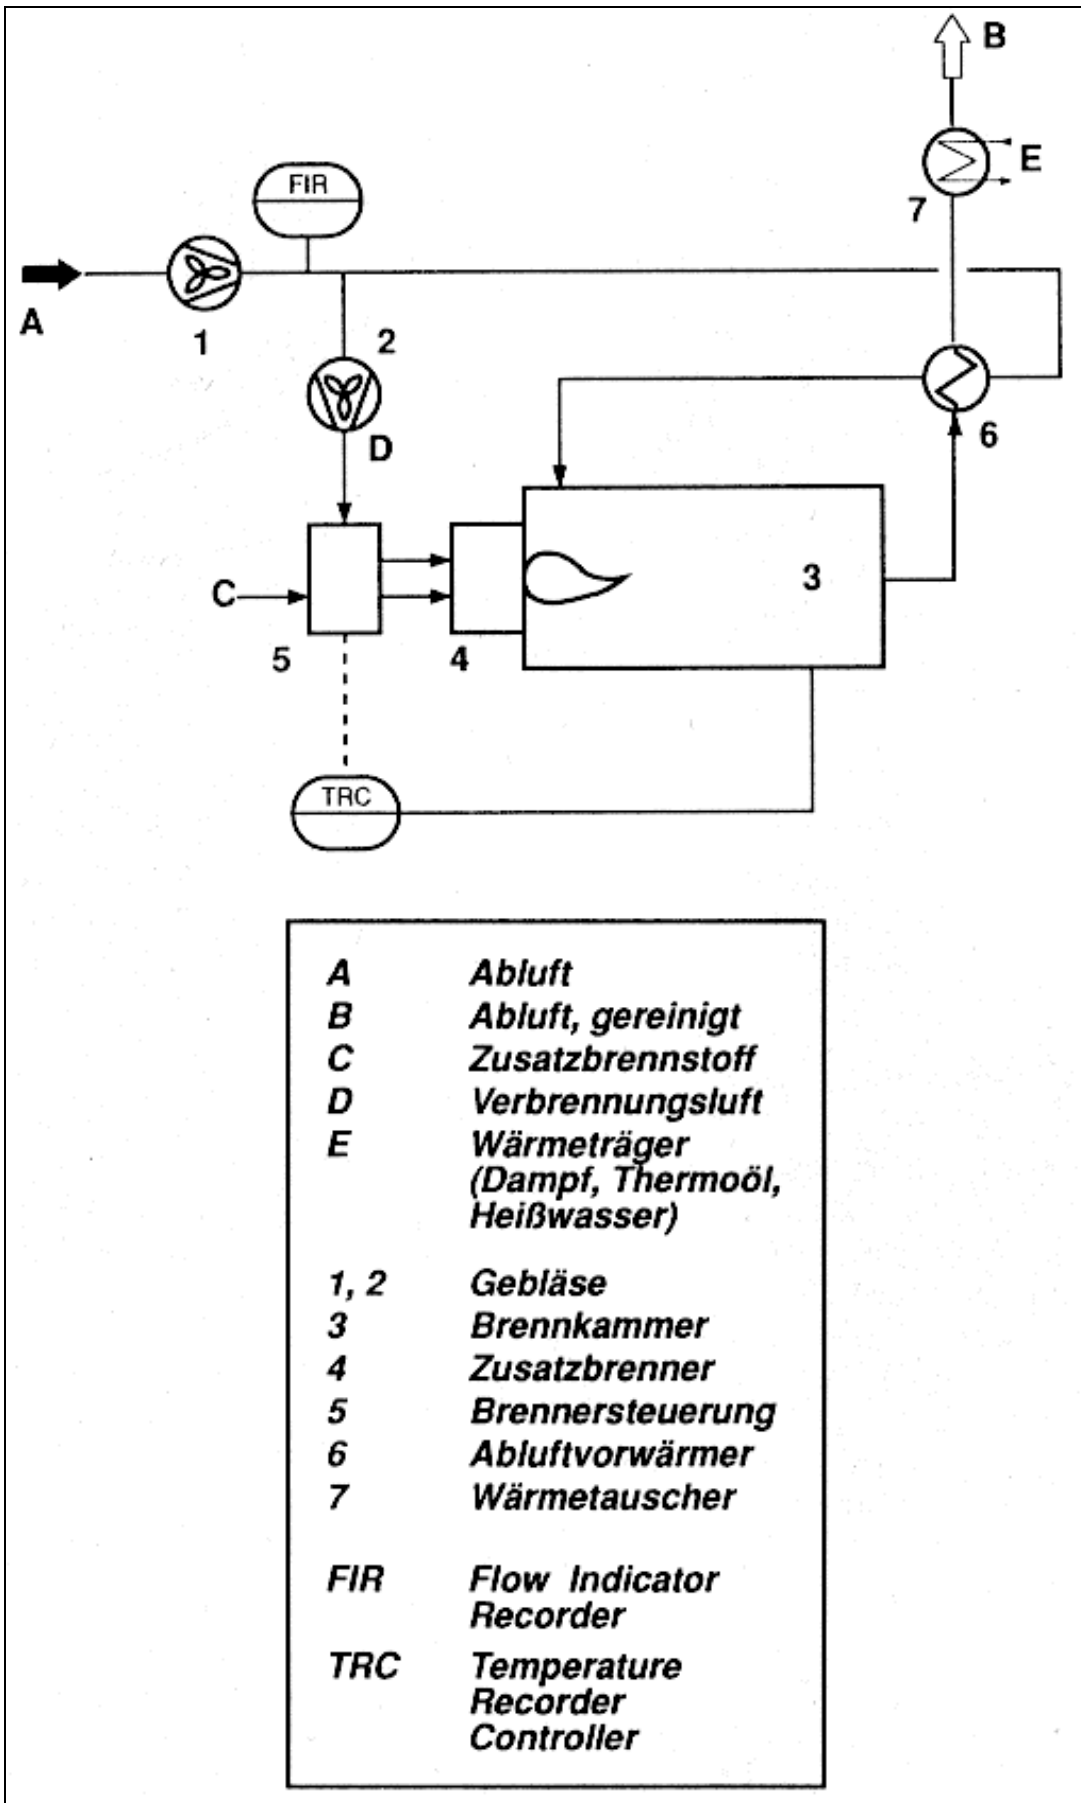 B
E
7
FIR
A
1
2
D
6
C
5
4
3
TRC
A Abluft
B Abluft, gereinigt
C Zusatzbrennstoff
D Verbrennungsluft
E Wärmeträger
(Dampf, Thermoöl,
Heißwasser)
1, 2 Gebläse
3 Brennkammer
4 Zusatzbrenner
5 Brennersteuerung
6 Abluftvorwärmer
7 Wärmetauscher
FIR Flow Indicator
Recorder
TRC Temperature
Recorder
Controller